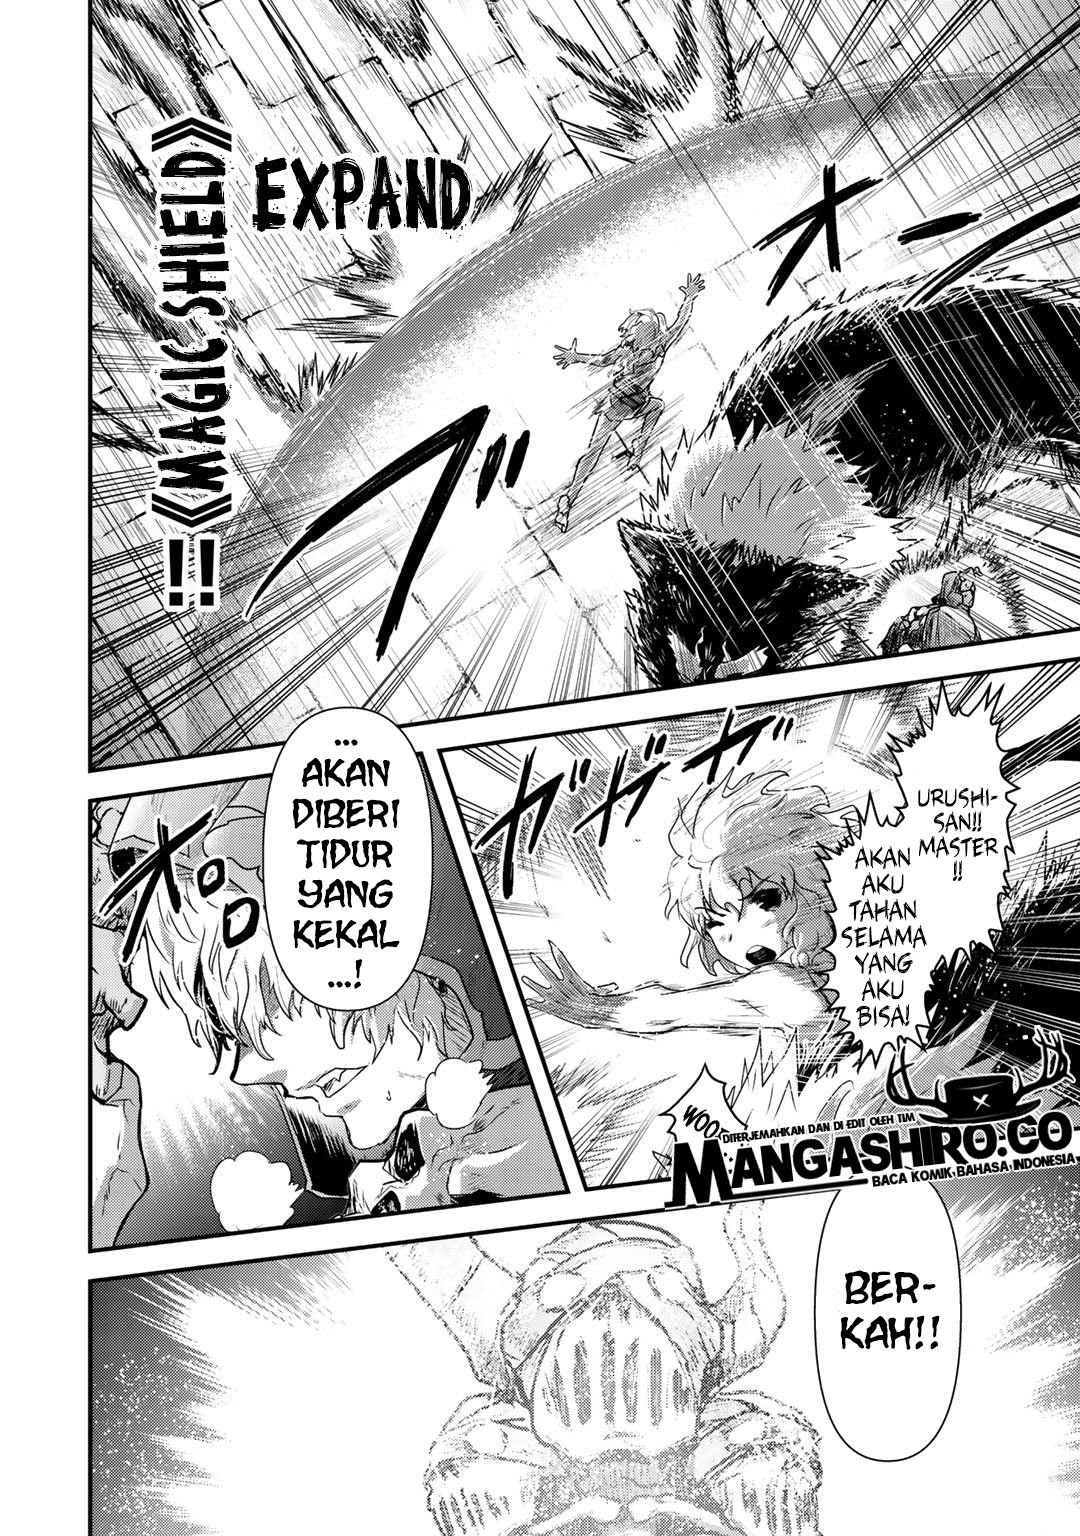 EXPAND
《MAGIC SHIELD》
!!
ブ
オ
ー
URUSHI-
SAN!!
MASTER
!!
AKAN
AKU
TAHAN
SELAMA
YANG
AKU
BISA!
ガガガ
...
AKAN
DIBERI
TIDUR
YANG
KEKAL
...!
DITERJEMAHKAN DAN DI EDIT OLEH TIM
MANGASHIRO.CO
BACA KOMIK BAHASA INDONESIA
BER-
KAH!!